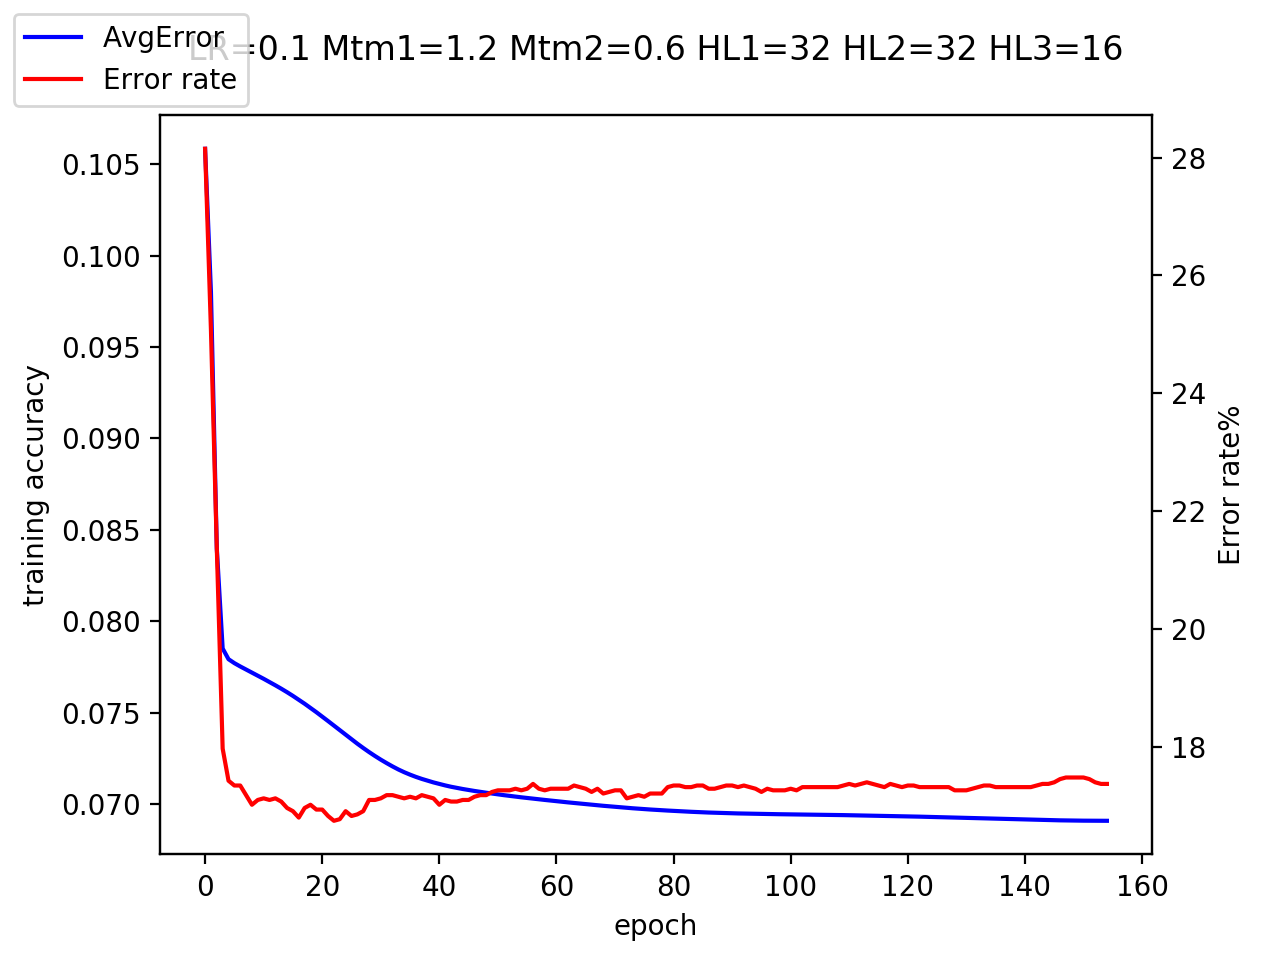 AvgError
Error rate
LR=0.1 Mtm1=1.2 Mtm2=0.6 HL1=32 HL2=32 HL3=16
0.105
0.100
0.095
0.090
0.085
0.080
0.075
0.070
training accuracy
28
26
24
22
20
18
Error rate%
0 20 40 60 80 100 120 140 160
epoch